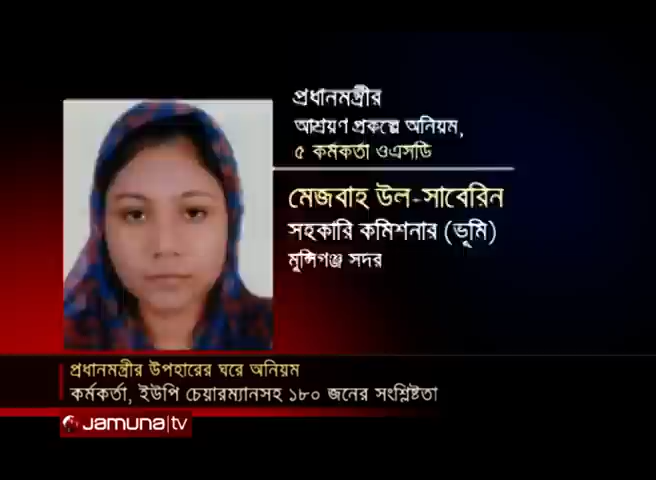 প্রধানমন্ত্রীর
আশ্রয়ণ প্রকল্পে অনিয়ম,
৫ কর্মকর্তা ওএসডি
মেজবাহ উল-সাবেরিন
সহকারি কমিশনার (ভূমি)
মুন্সিগঞ্জ সদর
প্রধানমন্ত্রীর উপহারের ঘরে অনিয়ম
কর্মকর্তা, ইউপি চেয়ারম্যানসহ ১৮০ জনের সংশ্লিষ্টতা
Jamuna|tv